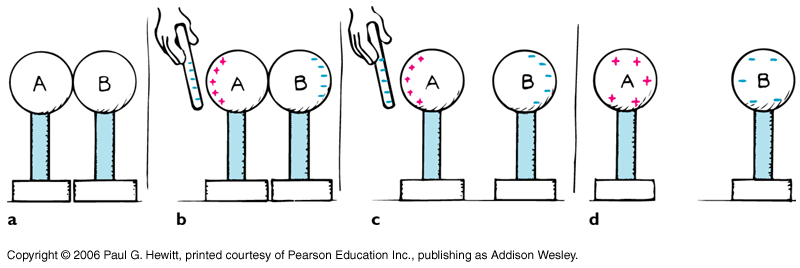 A B
A B
A B
A B
a b c d
Copyright © 2006 Paul G. Hewitt, printed courtesy of Pearson Education Inc., publishing as Addison Wesley.